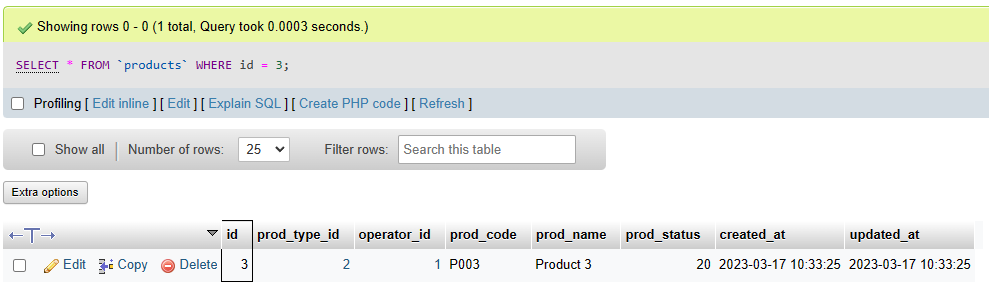 Showing rows 0 - 0 (1 total, Query took 0.0003 seconds.)
SELECT * FROM `products` WHERE id = 3;
Profiling [ Edit inline ] [ Edit ] [ Explain SQL ] [ Create PHP code ] [ Refresh ]
Show all Number of rows: 25 Filter rows: Search this table
Extra options
id prod_type_id operator_id prod_code prod_name prod_status created_at updated_at
Edit Copy Delete 3 2 1 P003 Product 3 20 2023-03-17 10:33:25 2023-03-17 10:33:25